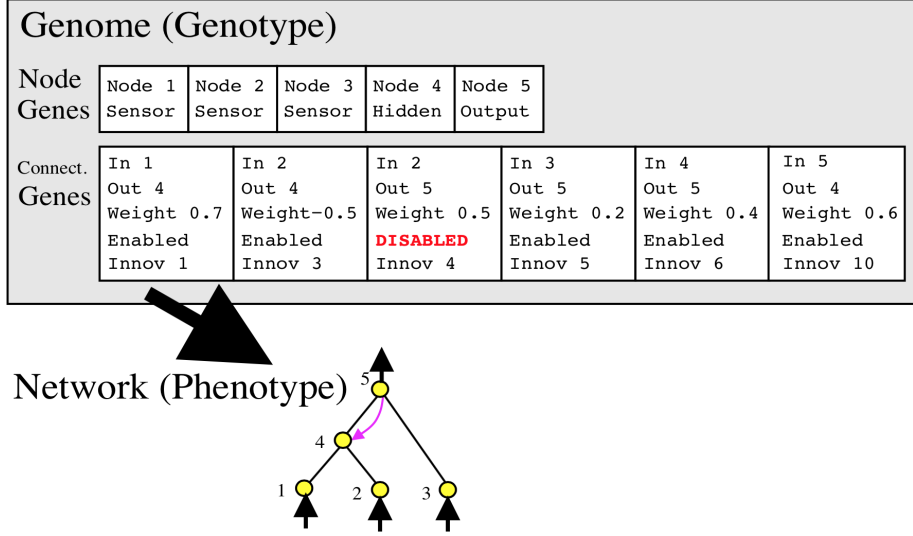 Genome (Genotype)
Node Genes
Node 1 Node 2 Node 3 Node 4 Node 5
Sensor Sensor Sensor Hidden Output
Connect. Genes
In 1 In 2 In 2 In 3 In 4 In 5
Out 4 Out 4 Out 5 Out 5 Out 5 Out 4
Weight 0.7 Weight-0.5 Weight 0.5 Weight 0.2 Weight 0.4 Weight 0.6
Enabled Enabled DISABLED Enabled Enabled Enabled
Innov 1 Innov 3 Innov 4 Innov 5 Innov 6 Innov 10
Network (Phenotype)
5
4
1 2 3